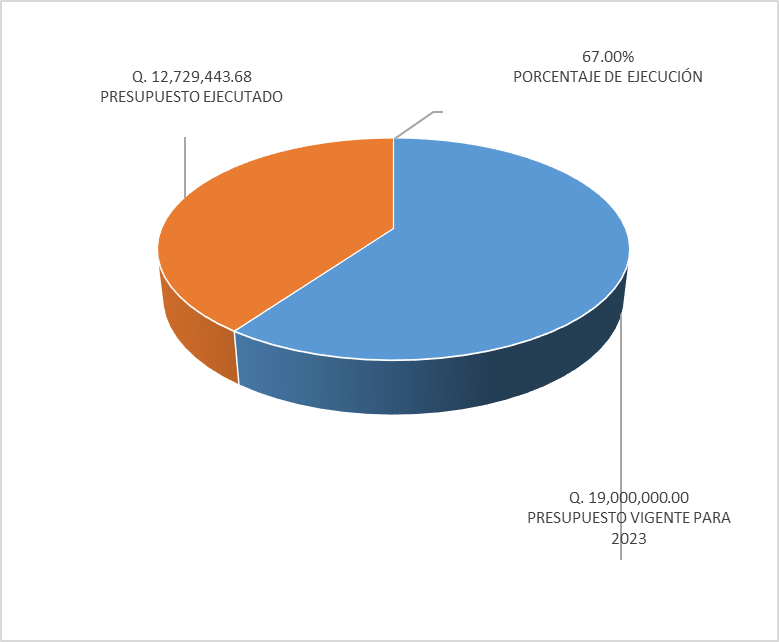 67.00%
PORCENTAJE DE EJECUCIÓN
Q. 12,729,443.68
PRESUPUESTO EJECUTADO
Q. 19,000,000.00
PRESUPUESTO VIGENTE PARA
2023